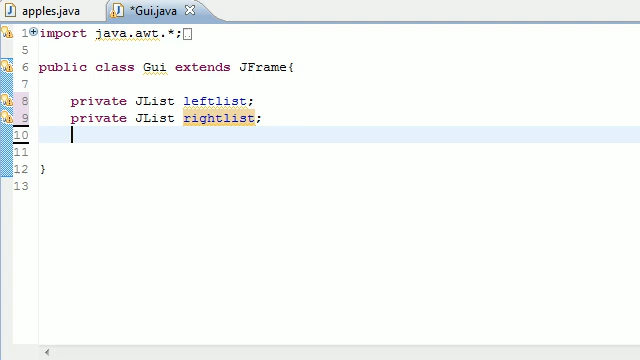 apples.java *Gui.java
1 import java.awt.*;
5
6 public class Gui extends JFrame{
7
8 private JList leftlist;
9 private JList rightlist;
10
11
12 }
13